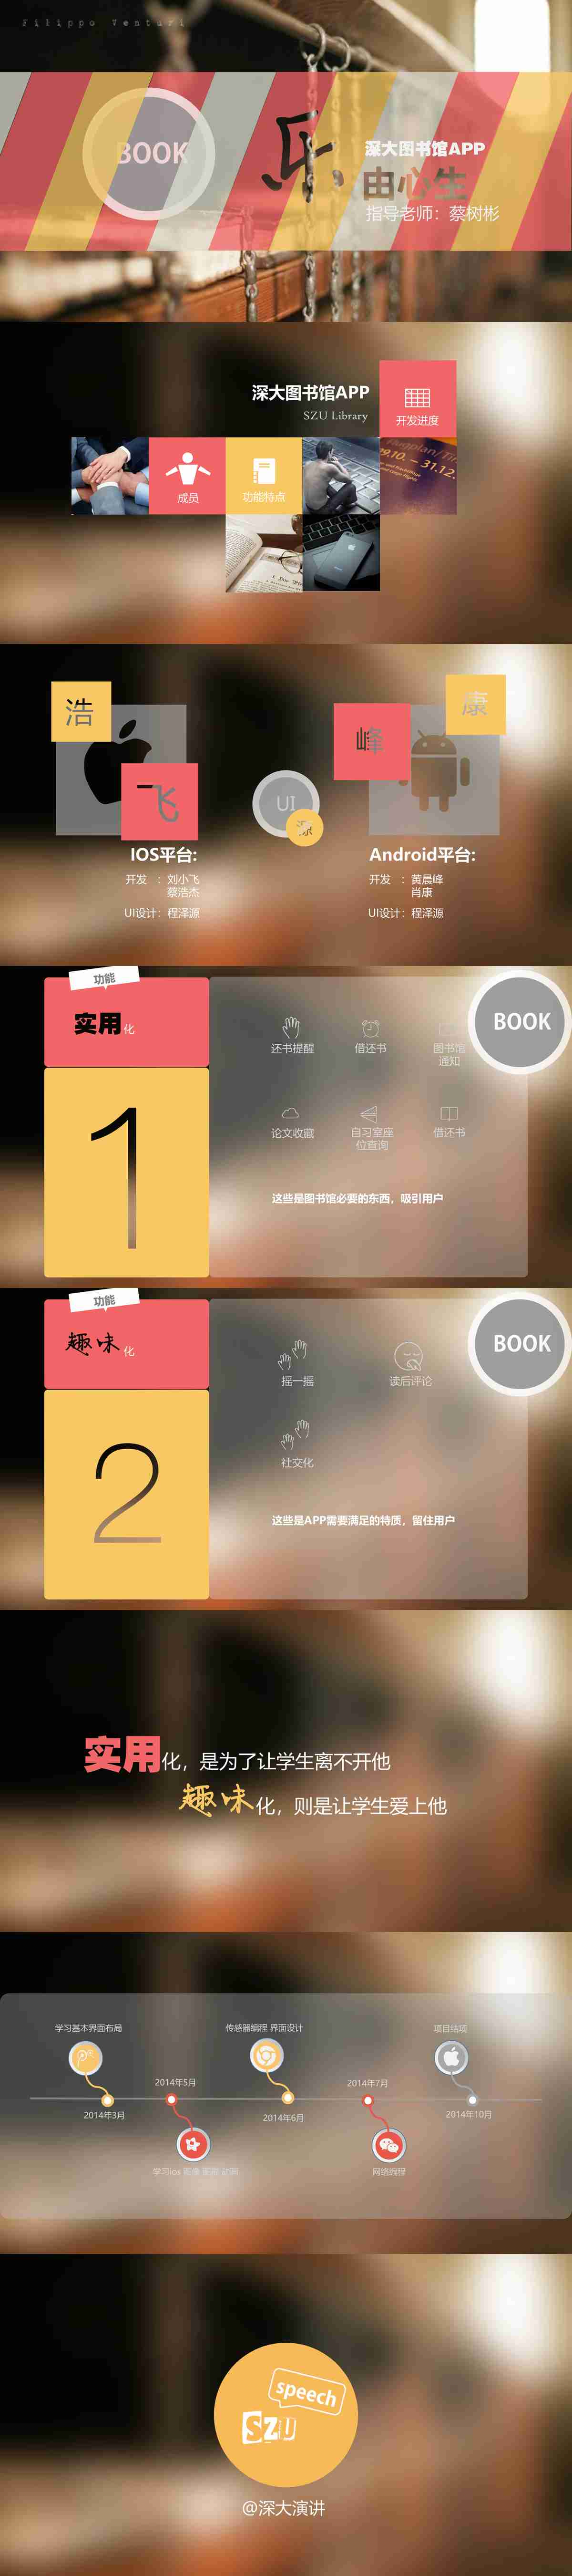 Filippo Venturi
BOOK
乐
深大图书馆APP
由心生
指导老师：蔡树彬
深大图书馆APP
SZU Library
开发进度
成员
功能特点
29.10. – 31.12.
浩
飞
UI
源
峰
康
IOS平台:
开发 ：刘小飞
蔡浩杰
UI设计：程泽源
Android平台:
开发 ：黄晨峰
肖康
UI设计：程泽源
功能
实用化
1
BOOK
还书提醒
借还书
图书馆
通知
论文收藏
自习室座
位查询
借还书
这些是图书馆必要的东西，吸引用户
功能
趣味化
2
BOOK
摇一摇
读后评论
社交化
这些是APP需要满足的特质，留住用户
实用化，是为了让学生离不开他
趣味化，则是让学生爱上他
学习基本界面布局
传感器编程 界面设计
项目结项
2014年5月
2014年7月
2014年3月
2014年6月
2014年10月
网络编程
speech
SZU
@深大演讲